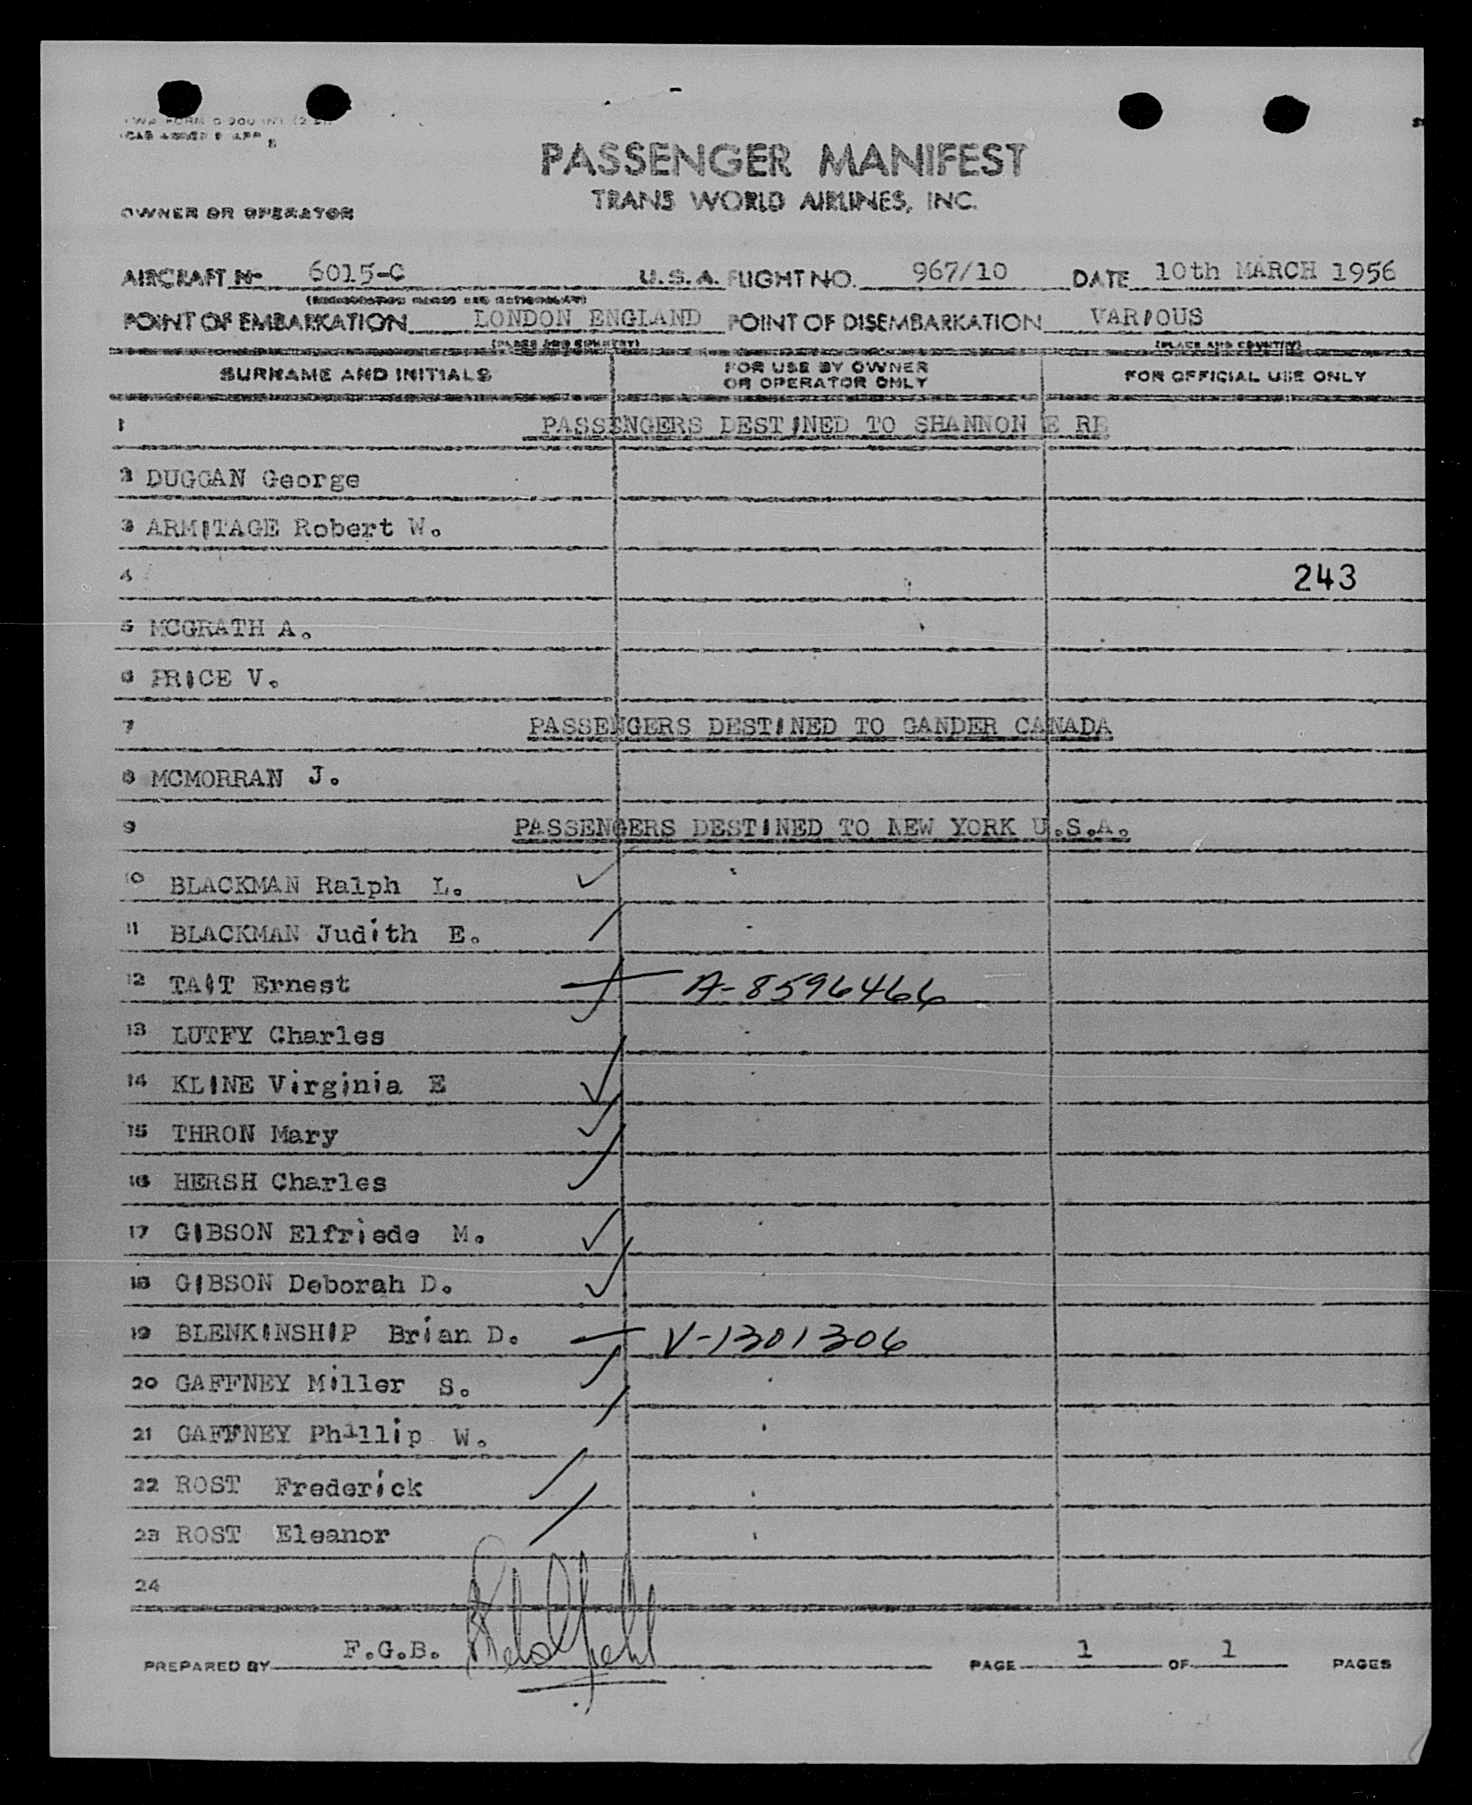 PASSENGER MANIFEST
TRANS WORLD AIRLINES, INC.
OWNER OR OPERATOR
AIRCRAFT No 6015-C U.S.A. FLIGHT NO. 967/10 DATE 10th MARCH 1956
POINT OF EMBARKATION LONDON ENGLAND POINT OF DISEMBARKATION VARIOUS
(PLACE AND COUNTRY) (PLACE AND COUNTRY)
SURNAME AND INITIALS FOR USE BY OWNER OR OPERATOR ONLY FOR OFFICIAL USE ONLY
1 PASSENGERS DESTINED TO SHANNON E RE
2 DUGGAN George
3 ARMITAGE Robert W.
4 243
5 MCGRATH A.
6 PRICE V.
7 PASSENGERS DESTINED TO GANDER CANADA
8 MCMORRAN J.
9 PASSENGERS DESTINED TO NEW YORK U.S.A.
10 BLACKMAN Ralph L.
11 BLACKMAN Judith E.
12 TAIT Ernest A-8596466
13 LUTFY Charles
14 KLINE Virginia E
15 THRON Mary
16 HERSH Charles
17 GIBSON Elfriede M.
18 GIBSON Deborah D.
19 BLENKINSHIP Brian D. V-1301306
20 GAFFNEY Miller S.
21 GAFFNEY Phillip W.
22 ROST Frederick
23 ROST Eleanor
24
PREPARED BY F.G.B. PAGE 1 OF 1 PAGES